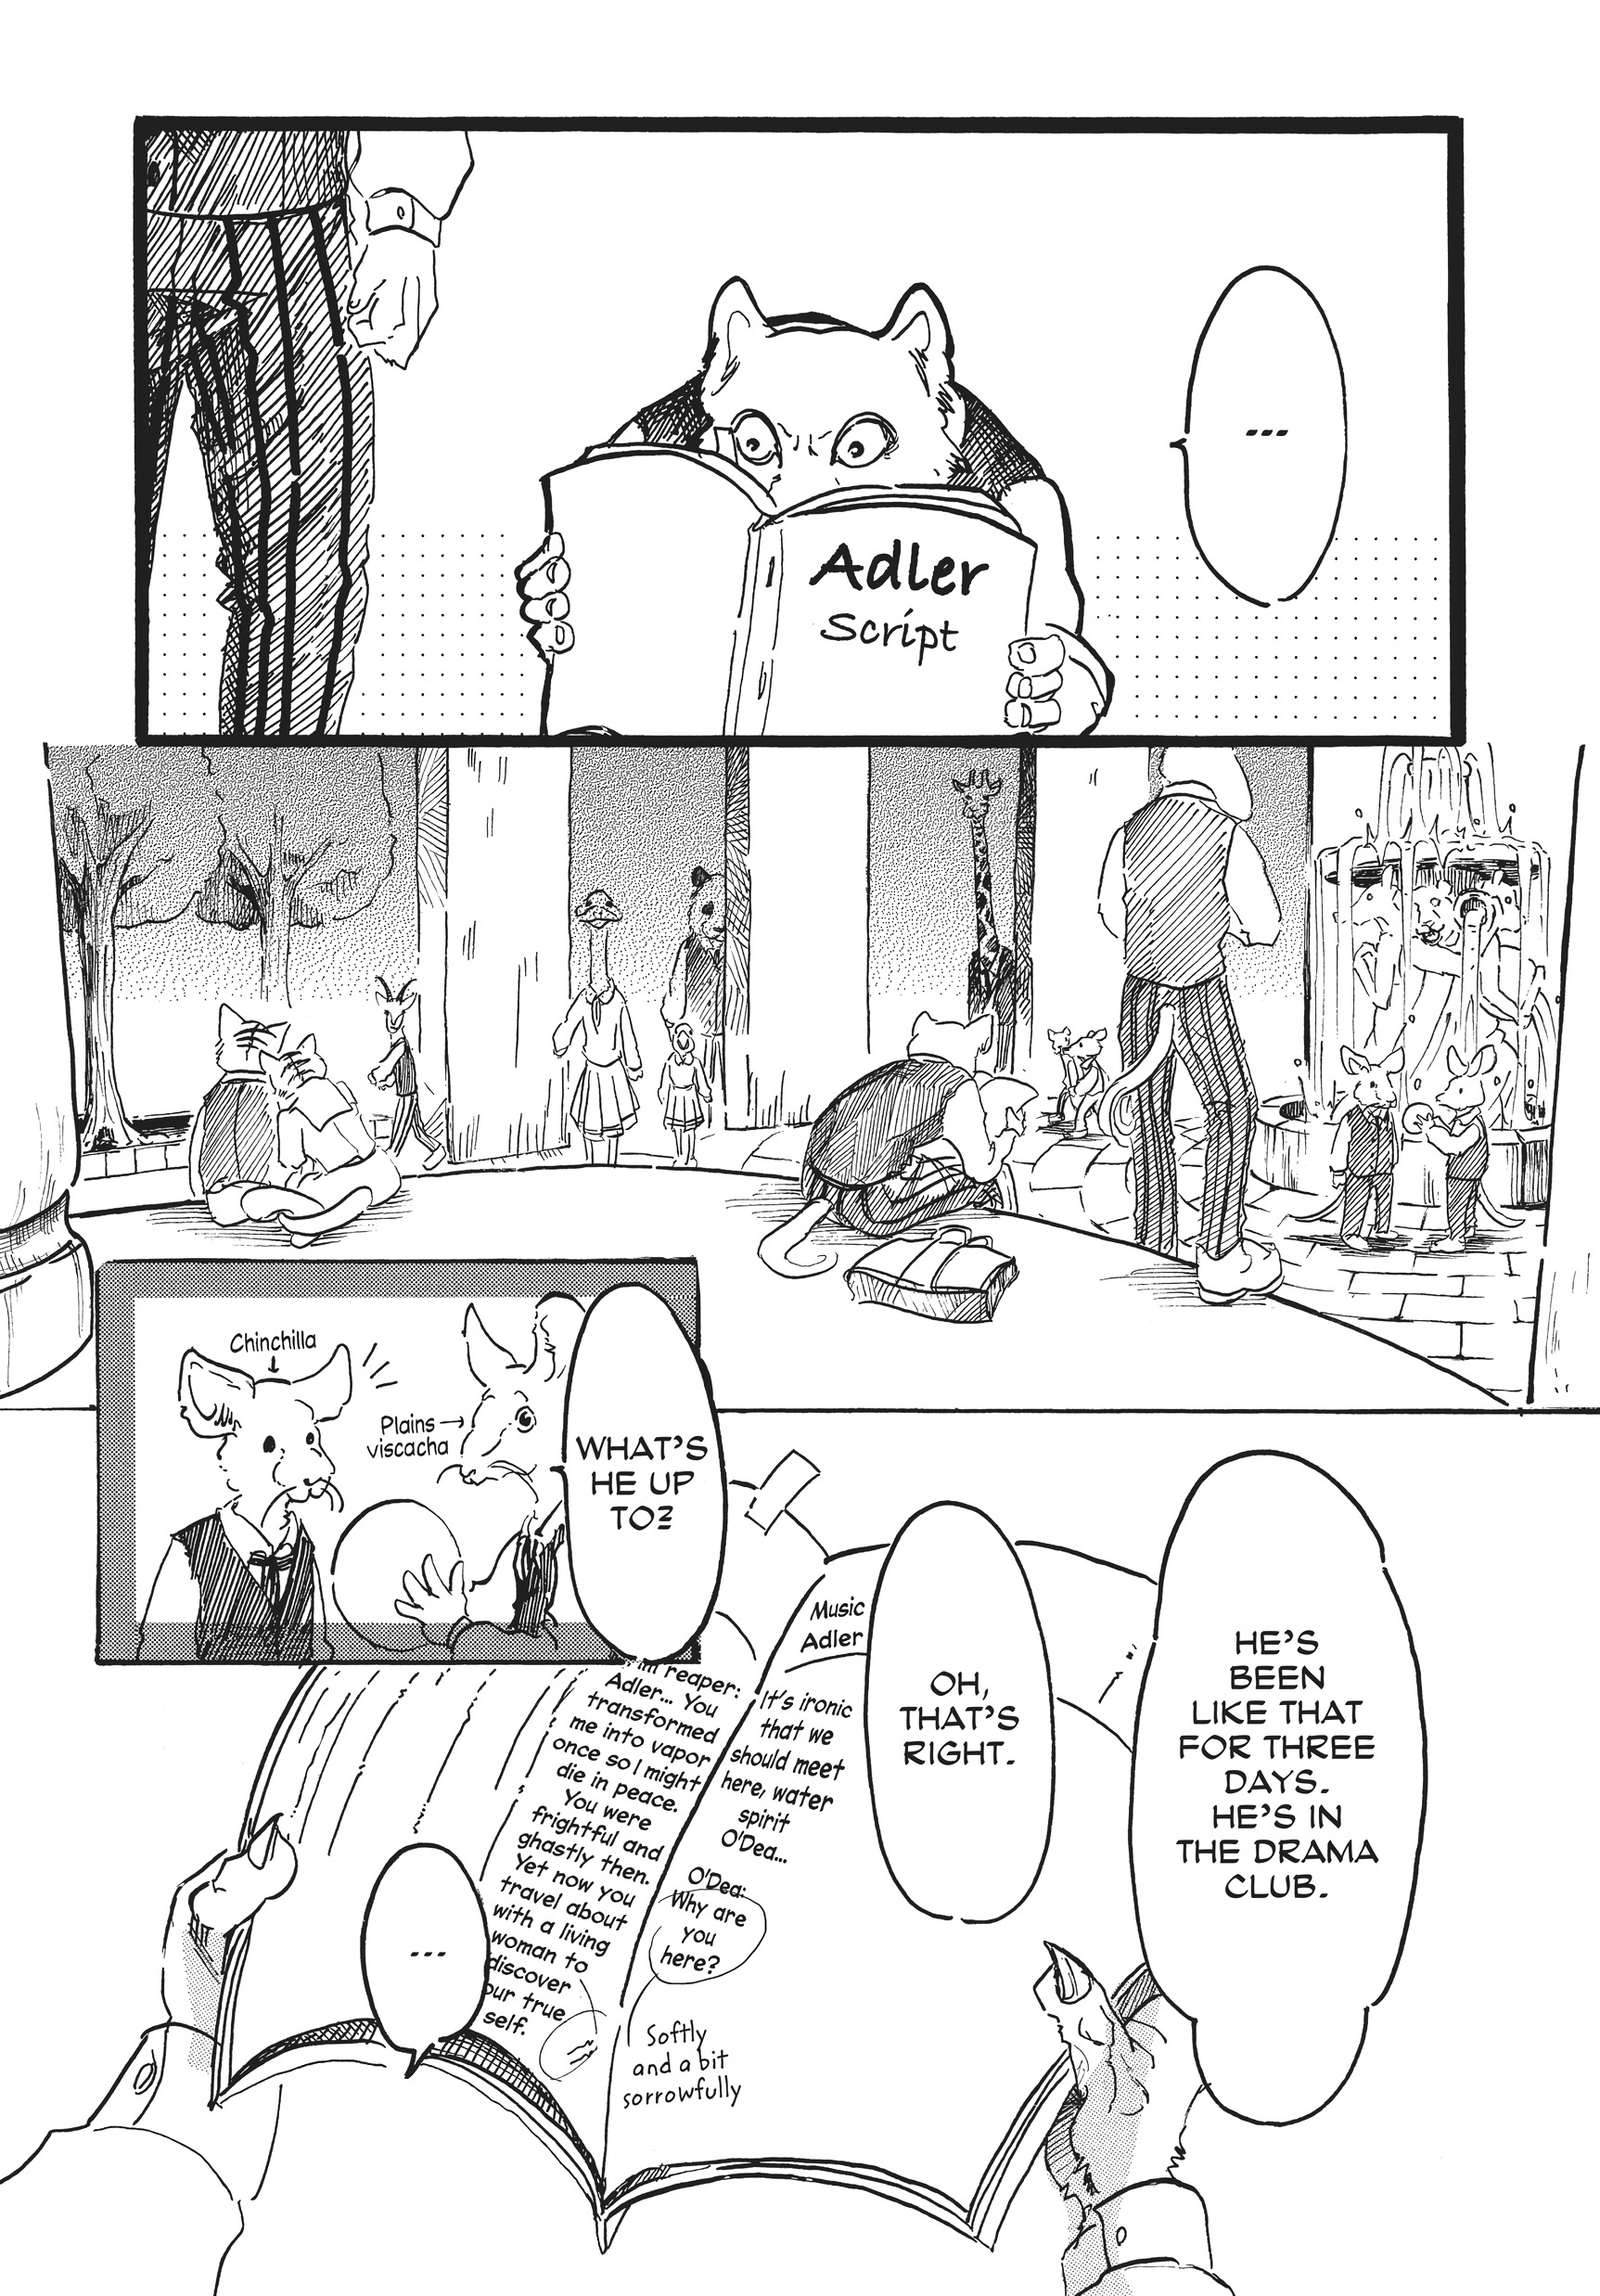 ---
Adler
Script
Chinchilla
Plains
viscacha
WHAT'S
HE UP
TO?
HE'S
BEEN
LIKE THAT
FOR THREE
DAYS.
HE'S IN
THE DRAMA
CLUB.
OH,
THAT'S
RIGHT.
---
reaper:
Adler... You
transformed
me into vapor
once so I might
die in peace.
You were
frightful and
ghastly then.
Yet now you
travel about
with a living
woman to
discover
our true
self.
Music
Adler
It's ironic
that we
should meet
here, water
spirit
O'Dea...
O'Dea:
Why are
you
here?
Softly
and a bit
sorrowfully